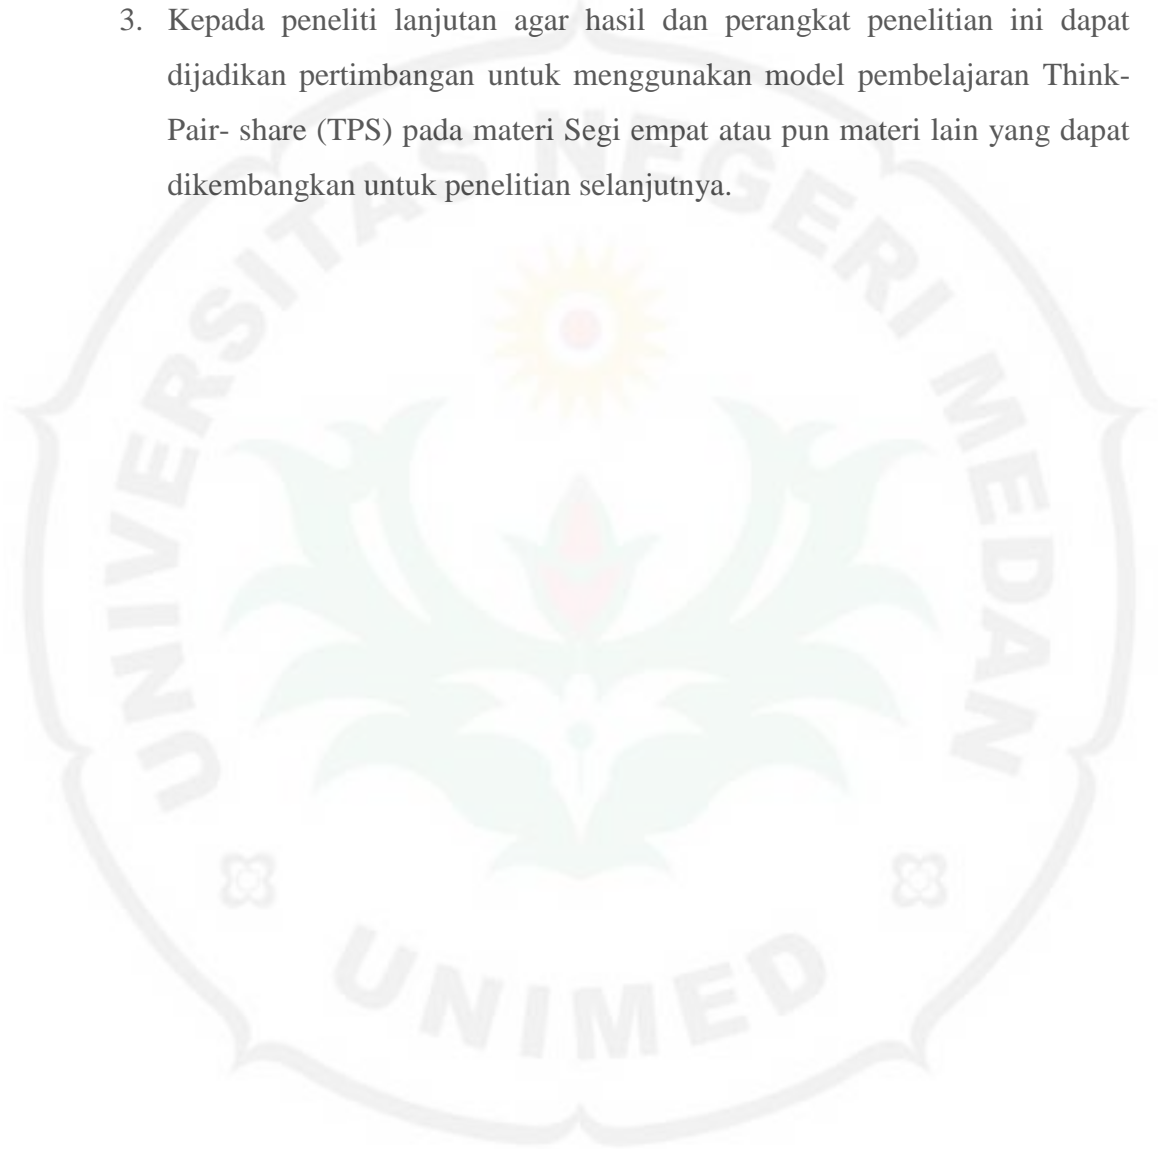 3. Kepada peneliti lanjutan agar hasil dan perangkat penelitian ini dapat
dijadikan pertimbangan untuk menggunakan model pembelajaran Think-
Pair- share (TPS) pada materi Segi empat atau pun materi lain yang dapat
dikembangkan untuk penelitian selanjutnya.
UNIVERSITAS NEGERI MEDAN
UNIMED